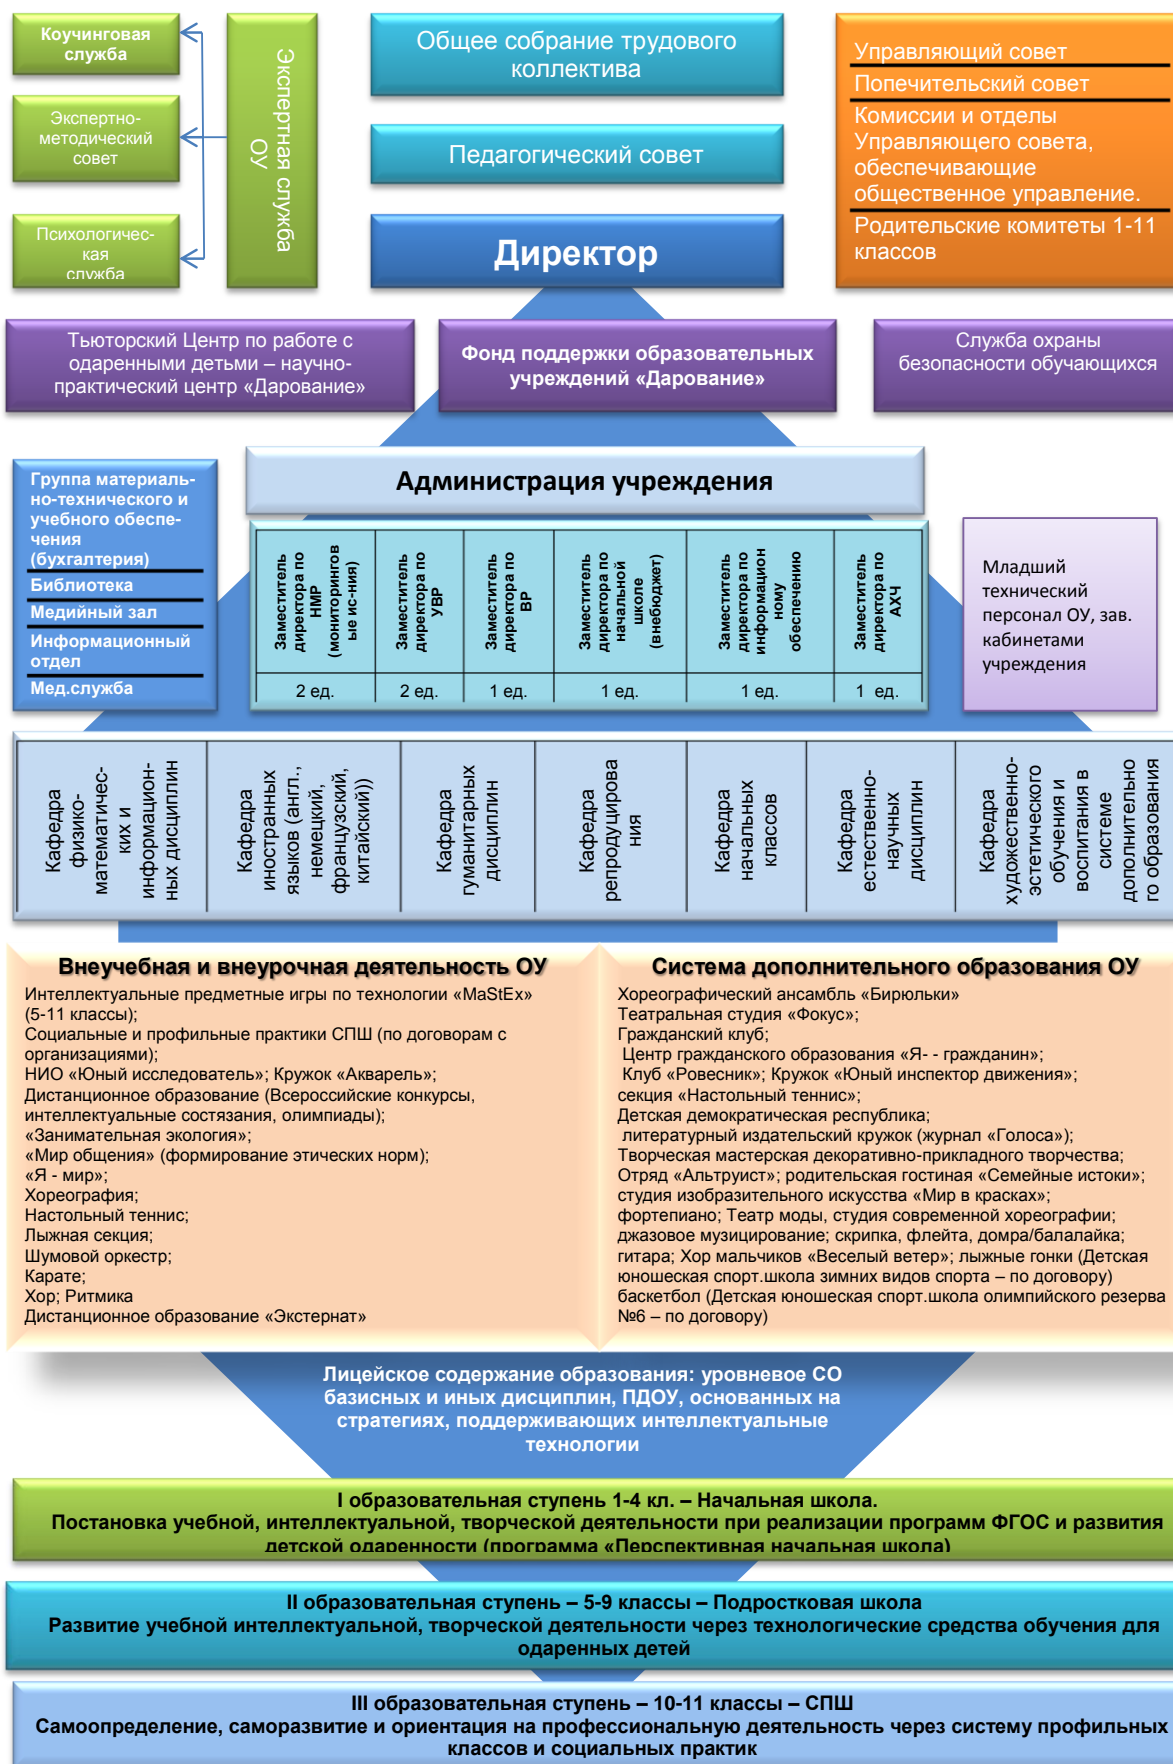 Коучинговая
служба
Экспертно-
методический
совет
Психологичес-
кая
служба
Экспертная служба
ОУ
Общее собрание трудового
коллектива
Педагогический совет
Директор
Управляющий совет
Попечительский совет
Комиссии и отделы
Управляющего совета,
обеспечивающие
общественное управление.
Родительские комитеты 1-11
классов
Тьюторский Центр по работе с
одаренными детьми – научно-
практический центр «Дарование»
Фонд поддержки образовательных
учреждений «Дарование»
Служба охраны
безопасности обучающихся
Группа материаль-
но-технического и
учебного обеспе-
чения
(бухгалтерия)
Библиотека
Медийный зал
Информационный
отдел
Мед.служба
Администрация учреждения
Заместитель
директора по
НМР
(мониторингов
ые ис-ния)
Заместитель
директора по
УВР
Заместитель
директора по
ВР
Заместитель
директора по
начальной
школе
(внебюджет)
Заместитель
директора по
информацион
ному
обеспечению
Заместитель
директора по
АХЧ
2 ед.
2 ед.
1 ед.
1 ед.
1 ед.
1 ед.
Младший
технический
персонал ОУ, зав.
кабинетами
учреждения
Кафедра
физико-
математичес-
ких и
информацион-
ных дисциплин
Кафедра
иностранных
языков (англ.,
немецкий,
французский,
китайский))
Кафедра
гуманитарных
дисциплин
Кафедра
репродуцирова
ния
Кафедра
начальных
классов
Кафедра
естественно-
научных
дисциплин
Кафедра
художественно-
эстетического
обучения и
воспитания в
системе
дополнительно
го образования
Внеучебная и внеурочная деятельность ОУ
Интеллектуальные предметные игры по технологии «MaStEx»
(5-11 классы);
Социальные и профильные практики СПШ (по договорам с
организациями);
НИО «Юный исследователь»; Кружок «Акварель»;
Дистанционное образование (Всероссийские конкурсы,
интеллектуальные состязания, олимпиады);
«Занимательная экология»;
«Мир общения» (формирование этических норм);
«Я - мир»;
Хореография;
Настольный теннис;
Лыжная секция;
Шумовой оркестр;
Карате;
Хор; Ритмика
Дистанционное образование «Экстернат»
Система дополнительного образования ОУ
Хореографический ансамбль «Бирюльки»
Театральная студия «Фокус»;
Гражданский клуб;
Центр гражданского образования «Я- - гражданин»;
Клуб «Ровесник»; Кружок «Юный инспектор движения»;
секция «Настольный теннис»;
Детская демократическая республика;
литературный издательский кружок (журнал «Голоса»);
Творческая мастерская декоративно-прикладного творчества;
Отряд «Альтруист»; родительская гостиная «Семейные истоки»;
студия изобразительного искусства «Мир в красках»;
фортепиано; Театр моды, студия современной хореографии;
джазовое музицирование; скрипка, флейта, домра/балалайка;
гитара; Хор мальчиков «Веселый ветер»; лыжные гонки (Детская
юношеская спорт.школа зимних видов спорта – по договору)
баскетбол (Детская юношеская спорт.школа олимпийского резерва
№6 – по договору)
Лицейское содержание образования: уровневое СО
базисных и иных дисциплин, ПДОУ, основанных на
стратегиях, поддерживающих интеллектуальные
технологии
I образовательная ступень 1-4 кл. – Начальная школа.
Постановка учебной, интеллектуальной, творческой деятельности при реализации программ ФГОС и развития
детской одаренности (программа «Перспективная начальная школа)
II образовательная ступень – 5-9 классы – Подростковая школа
Развитие учебной интеллектуальной, творческой деятельности через технологические средства обучения для
одаренных детей
III образовательная ступень – 10-11 классы – СПШ
Самоопределение, саморазвитие и ориентация на профессиональную деятельность через систему профильных
классов и социальных практик